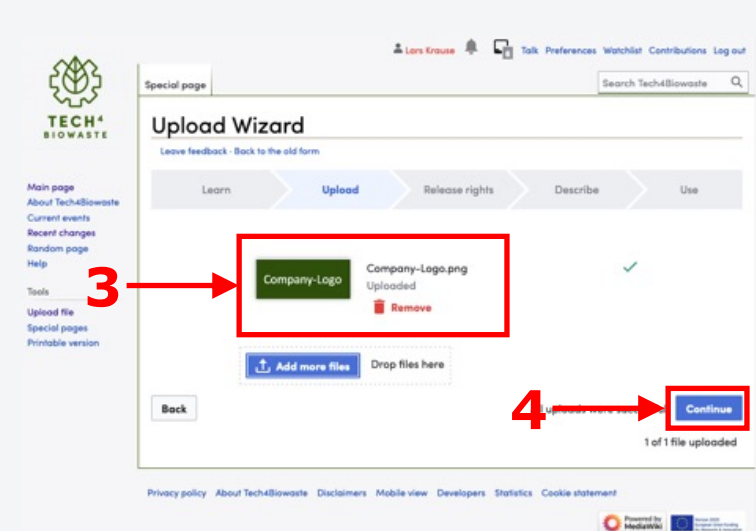 Lars Krause Talk Preferences Watchlist Contributions Log out
TECH⁴
BIOWASTE
Special page
Search Tech4Biowaste
Upload Wizard
Leave feedback · Back to the old form
Learn Upload Release rights Describe Use
Main page
About Tech4Biowaste
Current events
Recent changes
Random page
Help
Tools
Upload file
Special pages
Printable version
3
Company-Logo
Company-Logo.png
Uploaded
Remove
Add more files Drop files here
Back
4
uploads were
Continue
1 of 1 file uploaded
Privacy policy About Tech4Biowaste Disclaimers Mobile view Developers Statistics Cookie statement
Powered by
MediaWiki